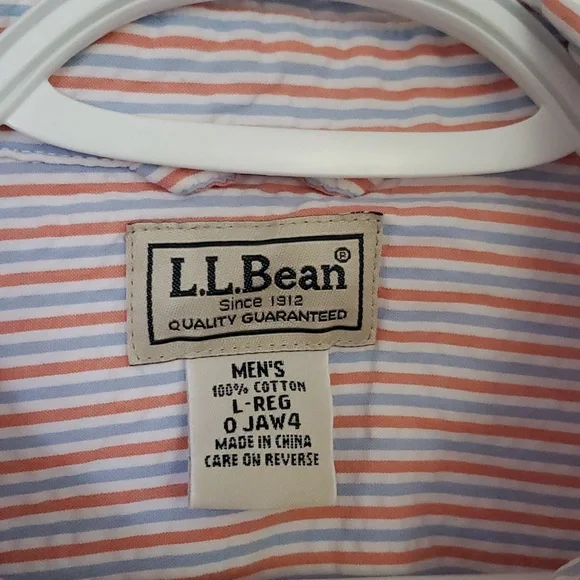 L.L.Bean®
Since 1912
QUALITY GUARANTEED
MEN'S
100% COTTON
L-REG
0 JAW4
MADE IN CHINA
CARE ON REVERSE